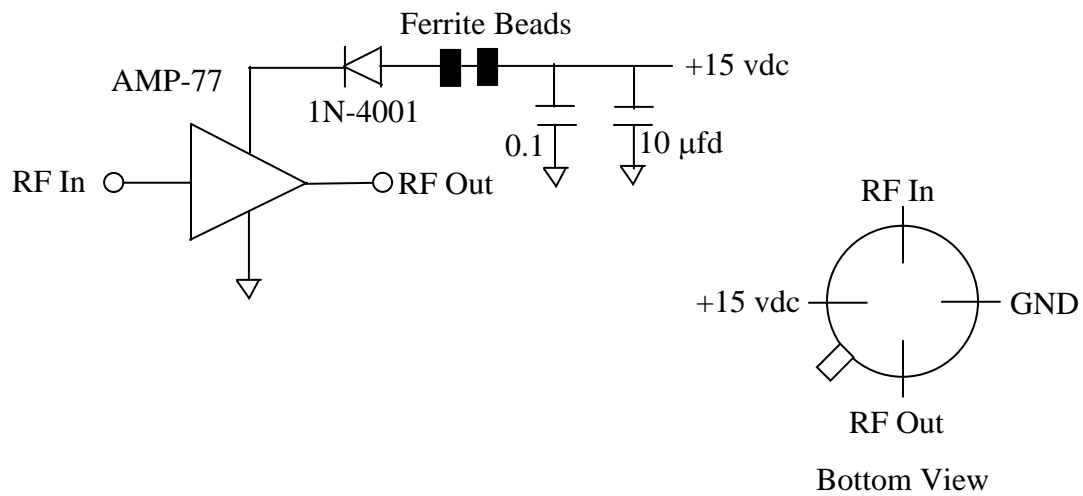 Ferrite Beads
+15 vdc
AMP-77
1N-4001
0.1
10 μfd
RF In
RF Out
RF In
+15 vdc
GND
RF Out
Bottom View